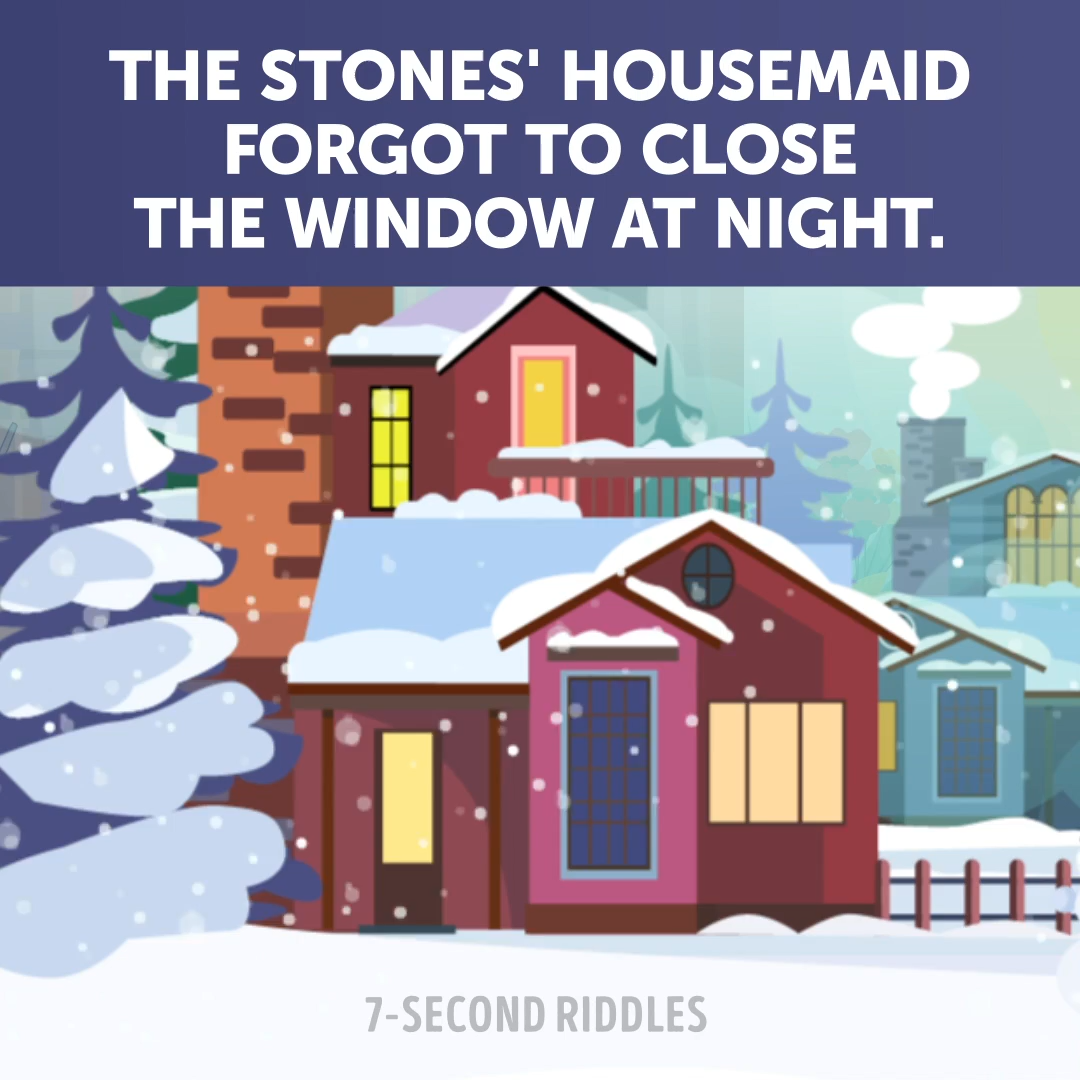 THE STONES' HOUSEMAID
FORGOT TO CLOSE
THE WINDOW AT NIGHT.
7-SECOND RIDDLES